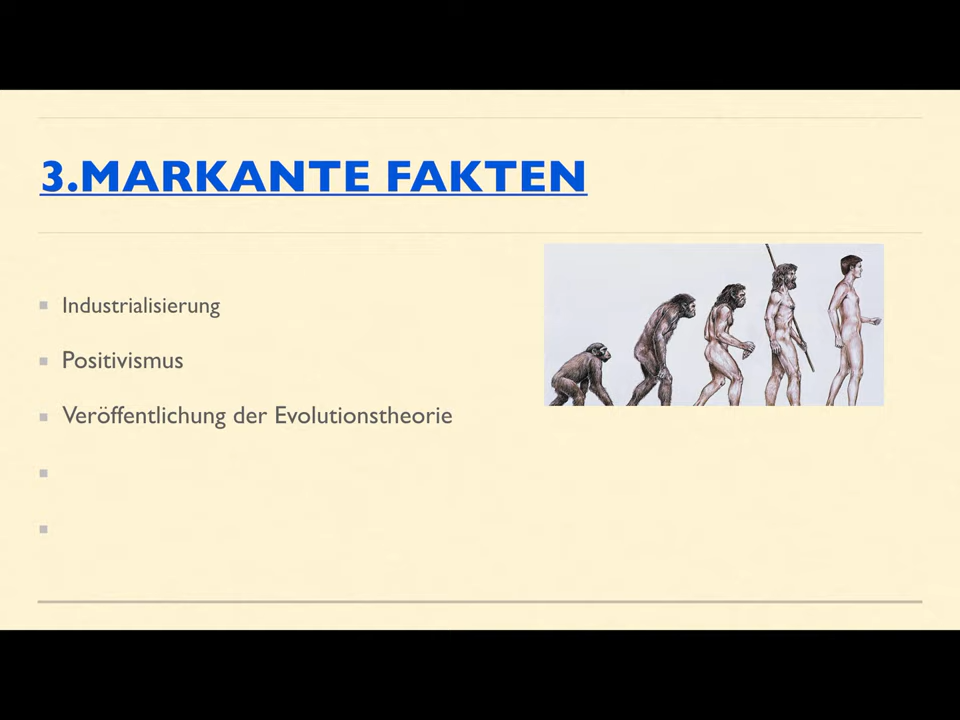 3.MARKANTE FAKTEN
Industrialisierung
Positivismus
Veröffentlichung der Evolutionstheorie